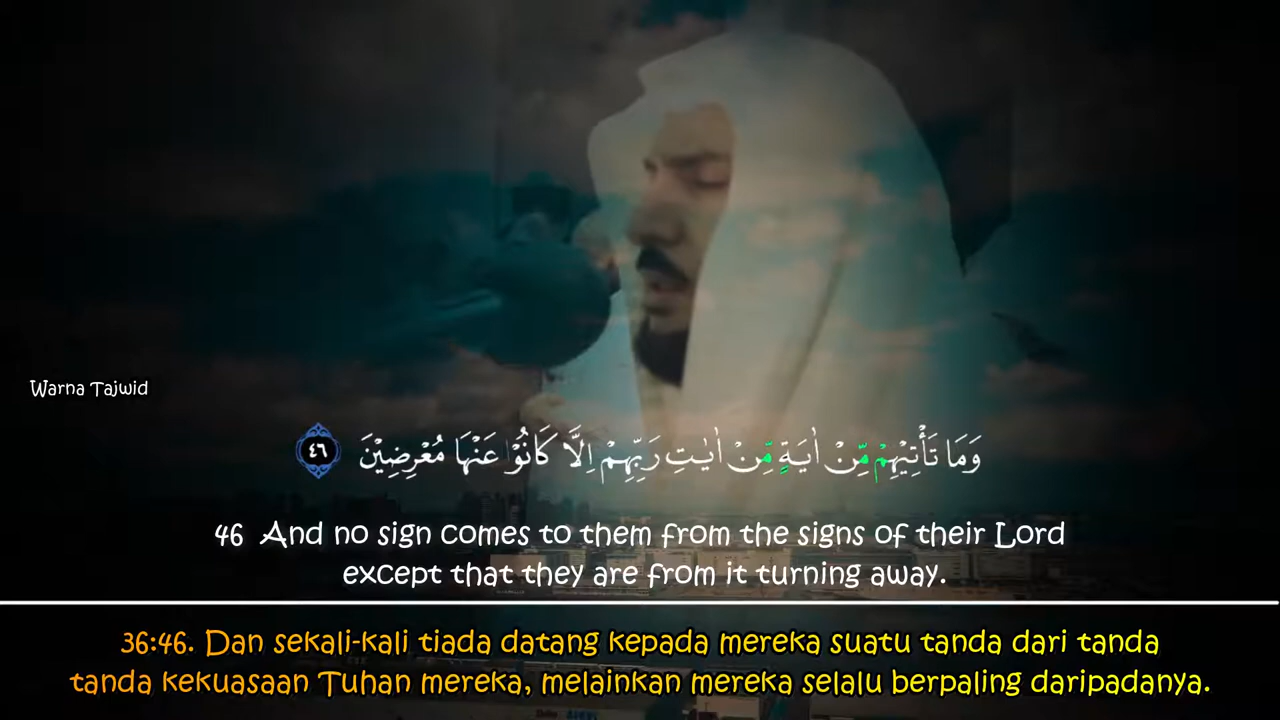 Warna Tajwid
وَمَا تَأْتِيْهِمْ مِّنْ اٰيَةٍ مِّنْ اٰيٰتِ رَبِّهِمْ اِلَّا كَانُوْا عَنْهَا مُعْرِضِيْنَ ٤٦
46 And no sign comes to them from the signs of their Lord
except that they are from it turning away.
36:46. Dan sekali-kali tiada datang kepada mereka suatu tanda dari tanda
tanda kekuasaan Tuhan mereka, melainkan mereka selalu berpaling daripadanya.